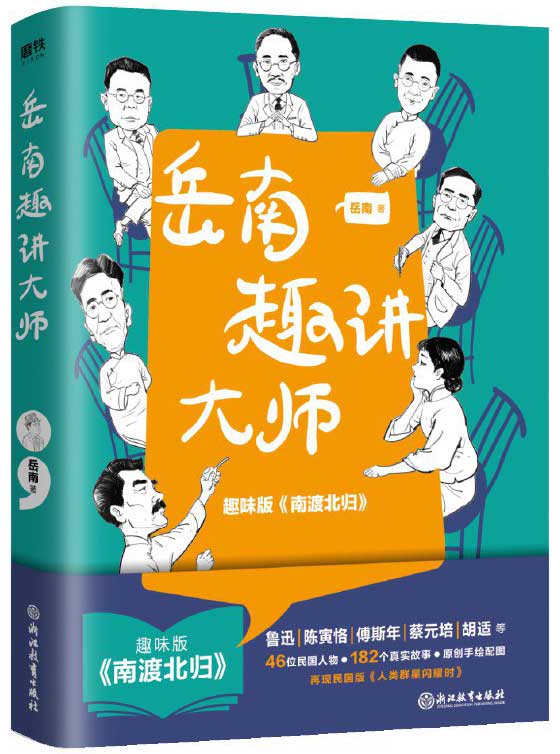 磨铁
岳南趣讲大师
岳南 著
浙江教育出版社
岳南
趣讲
大师
岳南 著
趣味版《南渡北归》
趣味版
《南渡北归》
鲁迅|陈寅恪|傅斯年|蔡元培|胡适 等
46位民国人物·182个真实故事·原创手绘配图
再现民国版《人类群星闪耀时》
浙江教育出版社